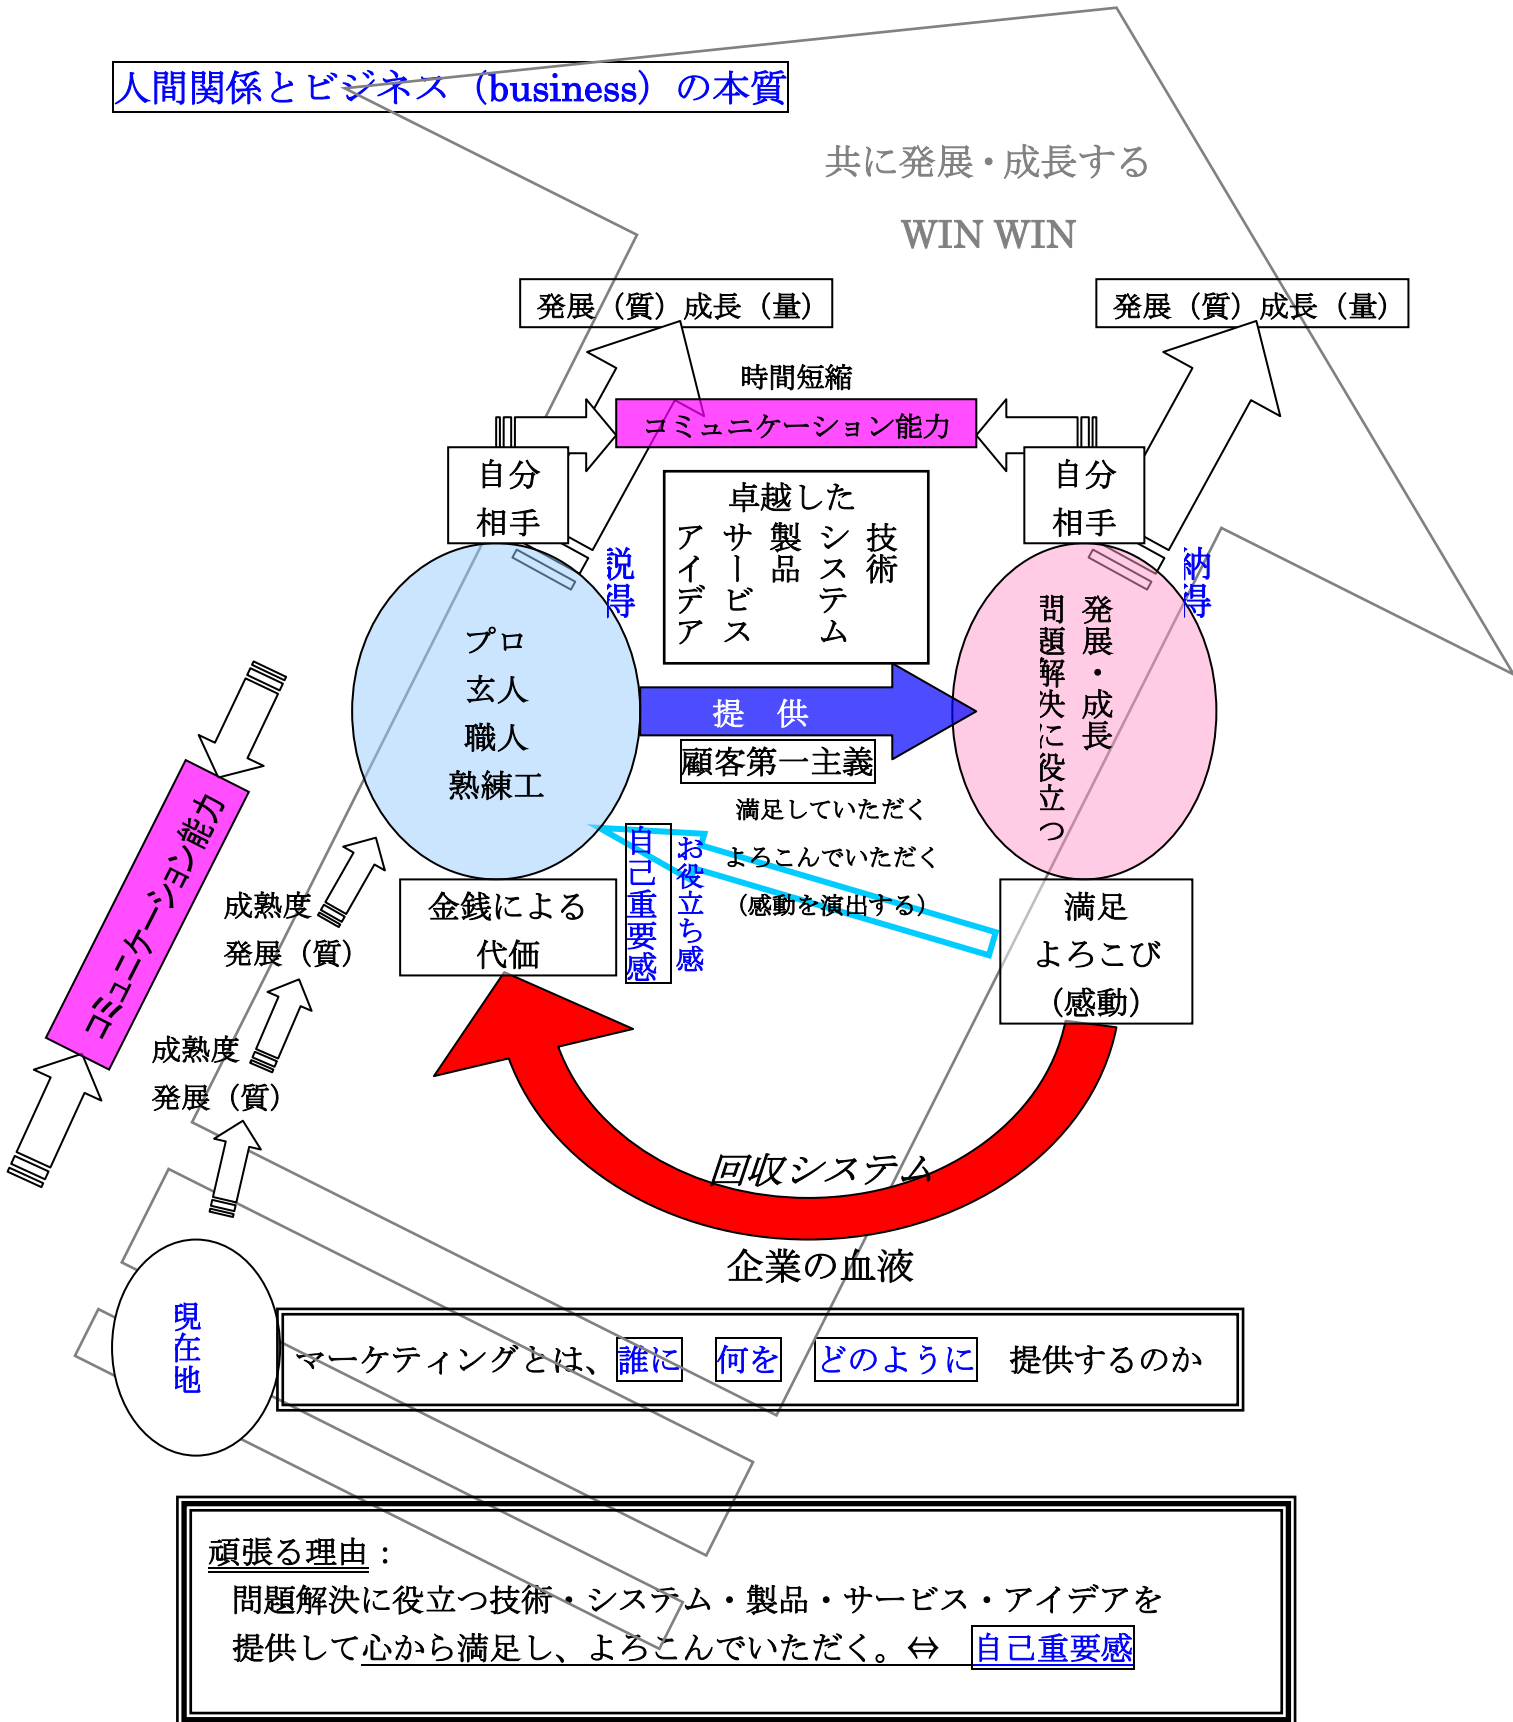 人間関係とビジネス（business）の本質
共に発展・成長する
WIN WIN
発展（質）成長（量）
発展（質）成長（量）
時間短縮
コミュニケーション能力
自分
相手
自分
相手
卓越した
技術
システム
製品
サービス
アイデア
説得
納得
プロ
玄人
職人
熟練工
発展・成長
問題解決に役立つ
提　供
顧客第一主義
満足していただく
よろこんでいただく
（感動を演出する）
お役立ち感
自己重要感
コミュニケーション能力
成熟度
発展（質）
金銭による
代価
満足
よろこび
（感動）
成熟度
発展（質）
回収システム
企業の血液
現在地
マーケティングとは、誰に　何を　どのように　提供するのか
頑張る理由：
問題解決に役立つ技術・システム・製品・サービス・アイデアを
提供して心から満足し、よろこんでいただく。⇔　自己重要感